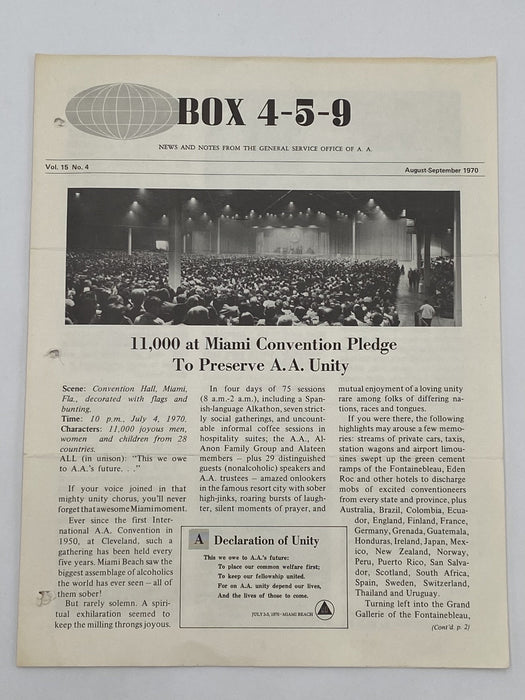 BOX 4-5-9
NEWS AND NOTES FROM THE GENERAL SERVICE OFFICE OF A. A.
Vol. 15 No. 4
August-September 1970
11,000 at Miami Convention Pledge
To Preserve A.A. Unity
Scene: Convention Hall, Miami,
Fla., decorated with flags and
bunting.
Time: 10 p.m., July 4, 1970.
Characters: 11,000 joyous men,
women and children from 28
countries.
ALL (in unison): "This we owe
to A.A.'s future. . ."
If your voice joined in that
mighty unity chorus, you'll never
forget that awesome Miami moment.
Ever since the first Inter-
national A.A. Convention in
1950, at Cleveland, such a
gathering has been held every
five years. Miami Beach saw the
biggest assemblage of alcoholics
the world has ever seen – all of
them sober!
But rarely solemn. A spiri-
tual exhilaration seemed to
keep the milling throngs joyous.
In four days of 75 sessions
(8 a.m.-2 a.m.), including a Span-
ish-language Alkathon, seven strict-
ly social gatherings, and uncount-
able informal coffee sessions in
hospitality suites; the A.A., Al-
Anon Family Group and Alateen
members – plus 29 distinguished
guests (nonalcoholic) speakers and
A.A. trustees – amazed onlookers
in the famous resort city with sober
high-jinks, roaring bursts of laugh-
ter, silent moments of prayer, and
A Declaration of Unity
This we owe to A.A.'s future:
To place our common welfare first;
To keep our fellowship united.
For on A.A. unity depend our lives,
And the lives of those to come.
JULY 3-5, 1970 - MIAMI BEACH
mutual enjoyment of a loving unity
rare among folks of differing na-
tions, races and tongues.
If you were there, the following
highlights may arouse a few memo-
ries: streams of private cars, taxis,
station wagons and airport limou-
sines swept up the green cement
ramps of the Fontainebleau, Eden
Roc and other hotels to discharge
mobs of excited conventioneers
from every state and province, plus
Australia, Brazil, Colombia, Ecua-
dor, England, Finland, France,
Germany, Grenada, Guatemala,
Honduras, Ireland, Japan, Mex-
ico, New Zealand, Norway,
Peru, Puerto Rico, San Salva-
dor, Scotland, South Africa,
Spain, Sweden, Switzerland,
Thailand and Uruguay.
Turning left into the Grand
Gallerie of the Fontainebleau,
(Cont'd. p. 2)